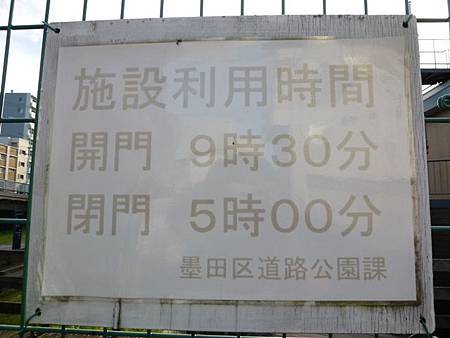 施設利用時間
開門 9時30分
閉門 5時00分
墨田区道路公園課